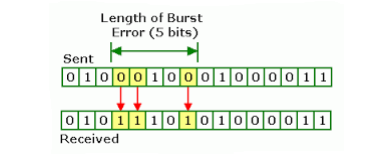 Length of Burst
Error (5 bits)
Sent
0 1 0 0 0 1 0 0 0 1 0 0 0 0 1 1
0 1 0 1 1 1 0 1 0 1 0 0 0 0 1 1
Received